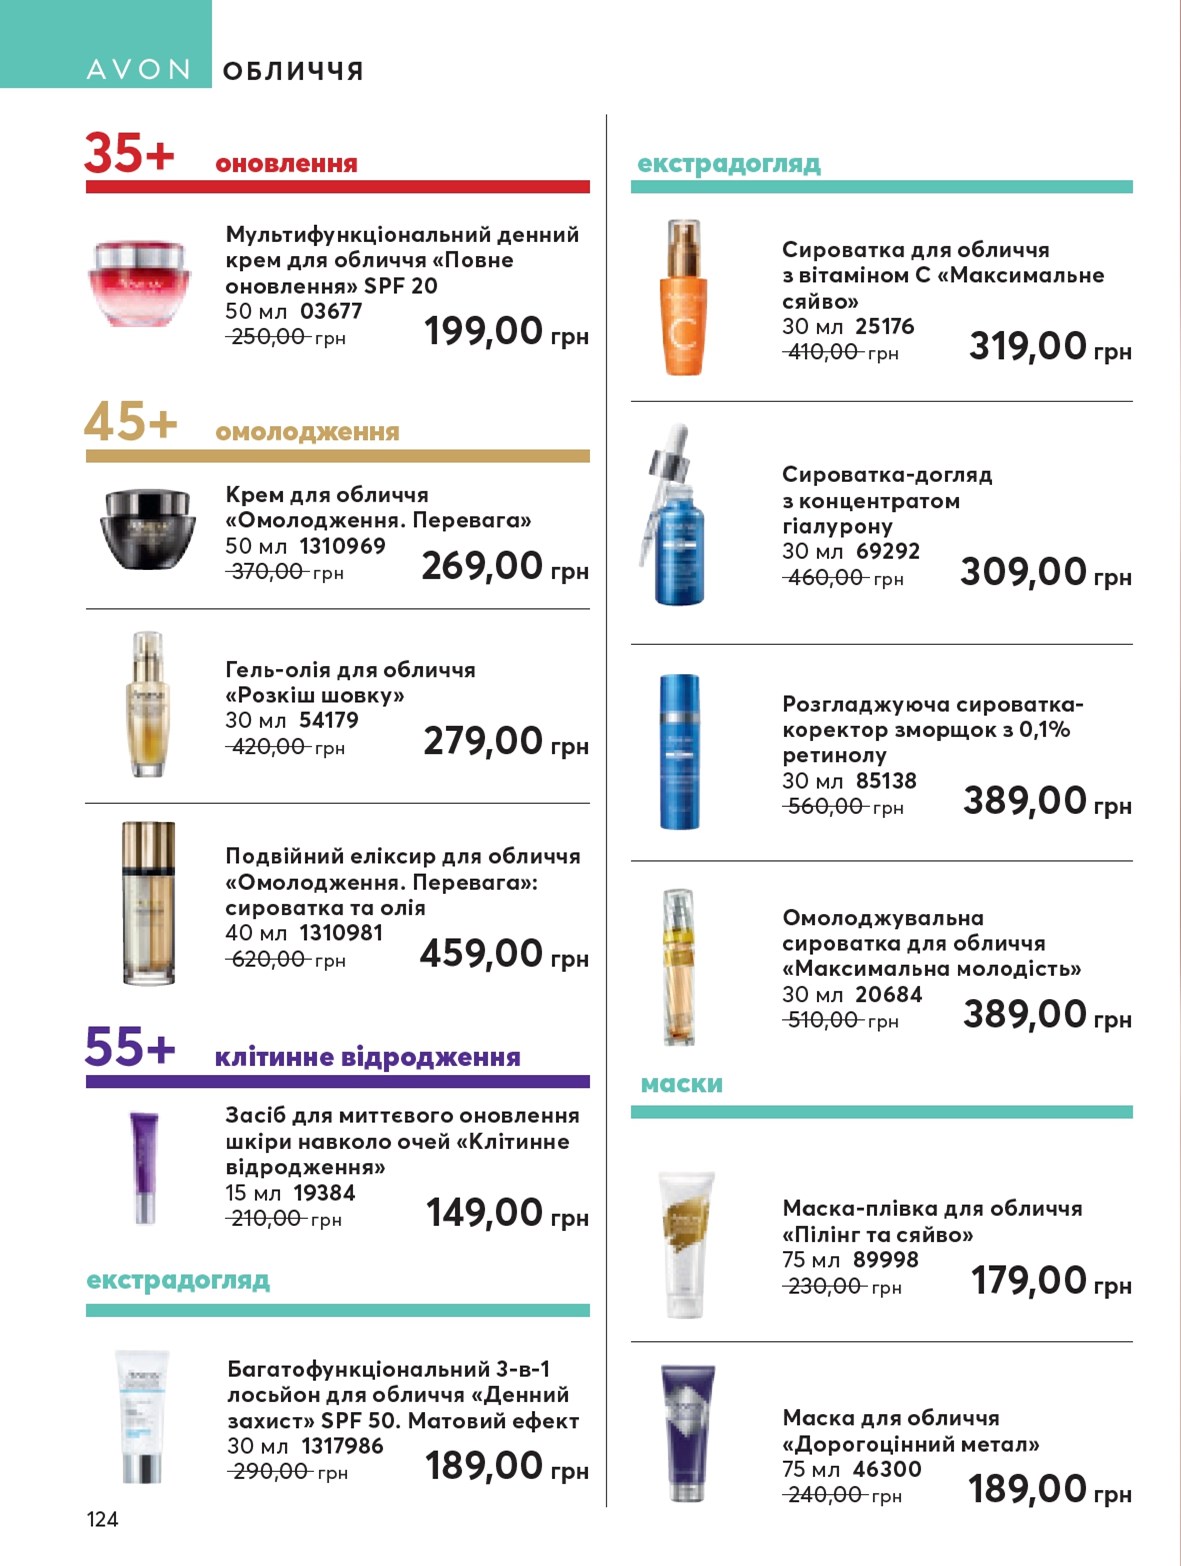 AVON ОБЛИЧЧЯ
35+ оновлення
Мультифункціональний денний
крем для обличчя «Повне
оновлення» SPF 20
50 мл 03677
250,00 грн 199,00 грн
45+ омолодження
Крем для обличчя
«Омолодження. Перевага»
50 мл 1310969
370,00 грн 269,00 грн
Гель-олія для обличчя
«Розкіш шовку»
30 мл 54179
420,00 грн 279,00 грн
Подвійний еліксир для обличчя
«Омолодження. Перевага»:
сироватка та олія
40 мл 1310981
620,00 грн 459,00 грн
55+ клітинне відродження
Засіб для миттєвого оновлення
шкіри навколо очей «Клітинне
відродження»
15 мл 19384
210,00 грн 149,00 грн
екстрадогляд
Багатофункціональний 3-в-1
лосьйон для обличчя «Денний
захист» SPF 50. Матовий ефект
30 мл 1317986
290,00 грн 189,00 грн
124
екстрадогляд
C
Сироватка для обличчя
з вітаміном С «Максимальне
сяйво»
30 мл 25176
410,00 грн 319,00 грн
Сироватка-догляд
з концентратом
гіалурону
30 мл 69292
460,00 грн 309,00 грн
Розгладжуюча сироватка-
коректор зморщок з 0,1%
ретинолу
30 мл 85138
560,00 грн 389,00 грн
Омолоджувальна
сироватка для обличчя
«Максимальна молодість»
30 мл 20684
510,00 грн 389,00 грн
маски
Маска-плівка для обличчя
«Пілінг та сяйво»
75 мл 89998
230,00 грн 179,00 грн
Маска для обличчя
«Дорогоцінний метал»
75 мл 46300
240,00 грн 189,00 грн